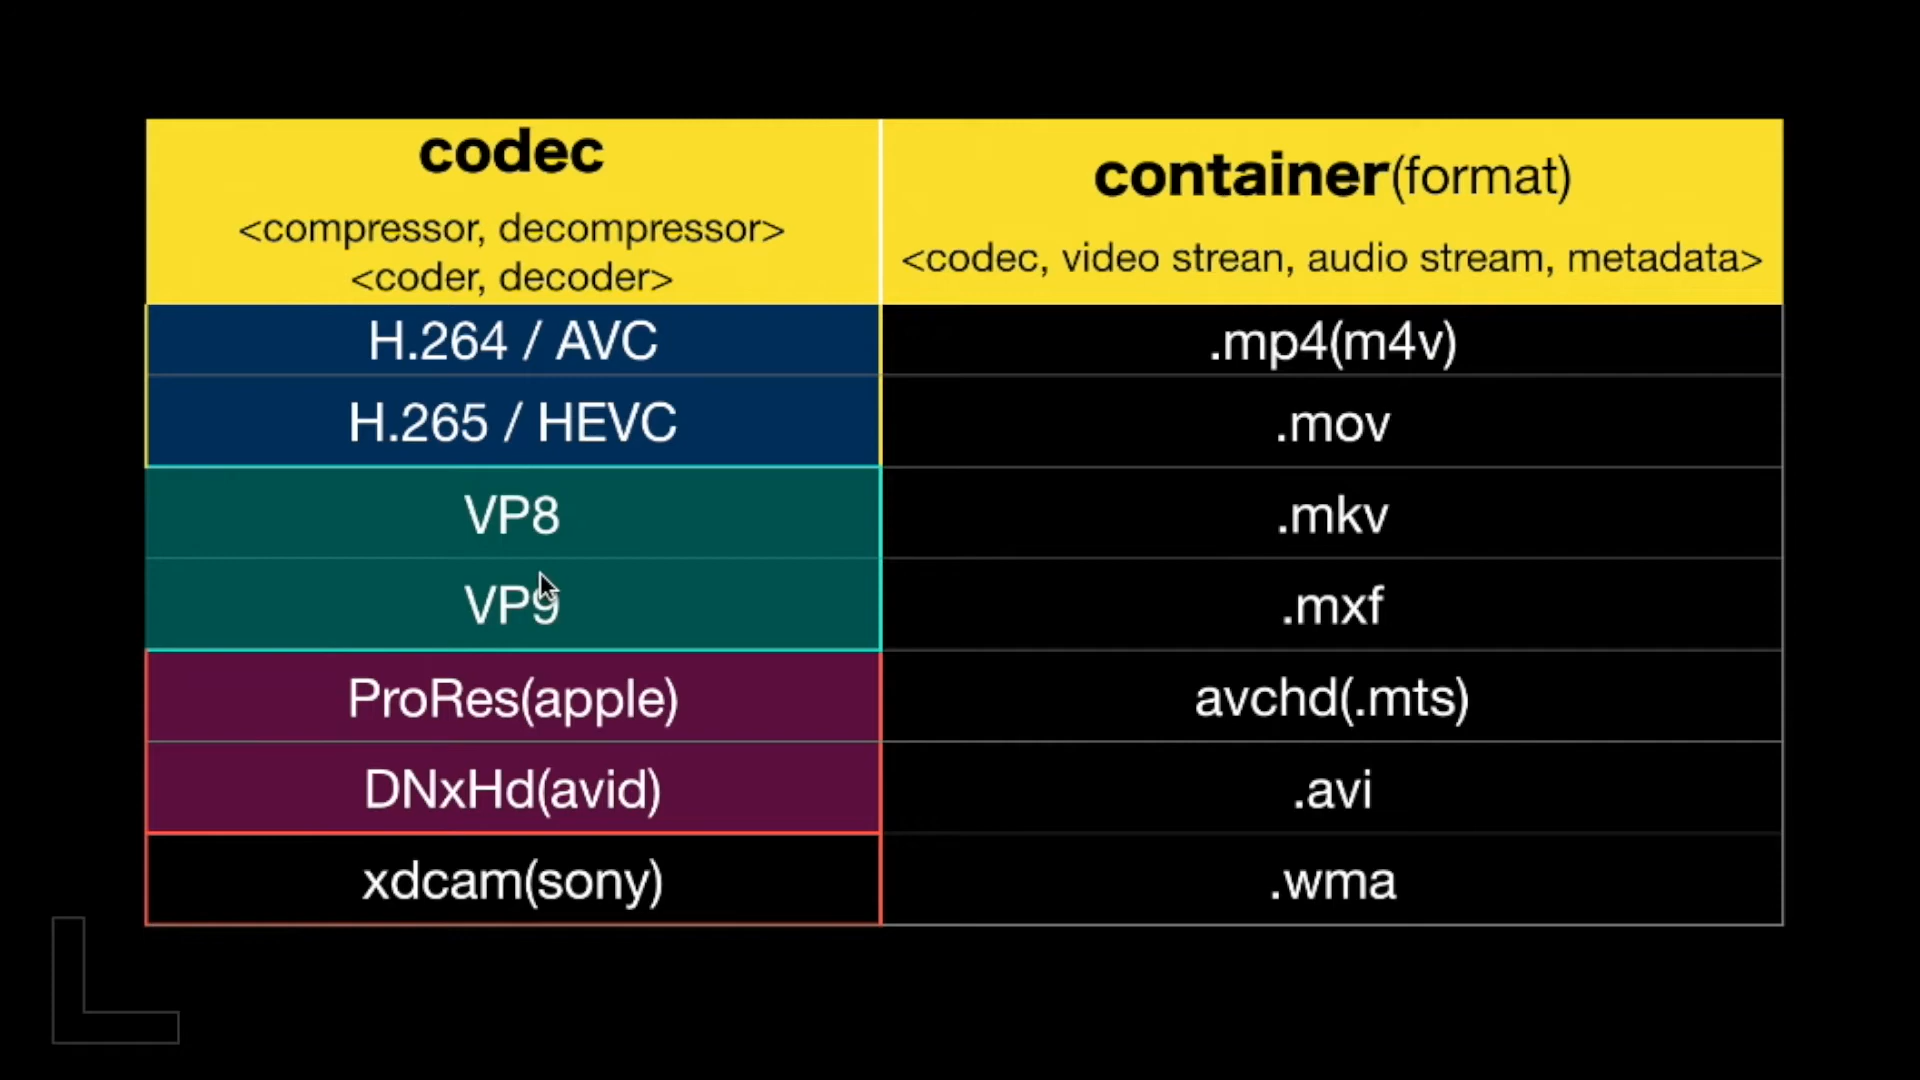 codec
<compressor, decompressor>
<coder, decoder>
container(format)
<codec, video strean, audio stream, metadata>
H.264 / AVC
.mp4(m4v)
H.265 / HEVC
.mov
VP8
.mkv
VP9
.mxf
ProRes(apple)
avchd(.mts)
DNxHd(avid)
.avi
xdcam(sony)
.wma